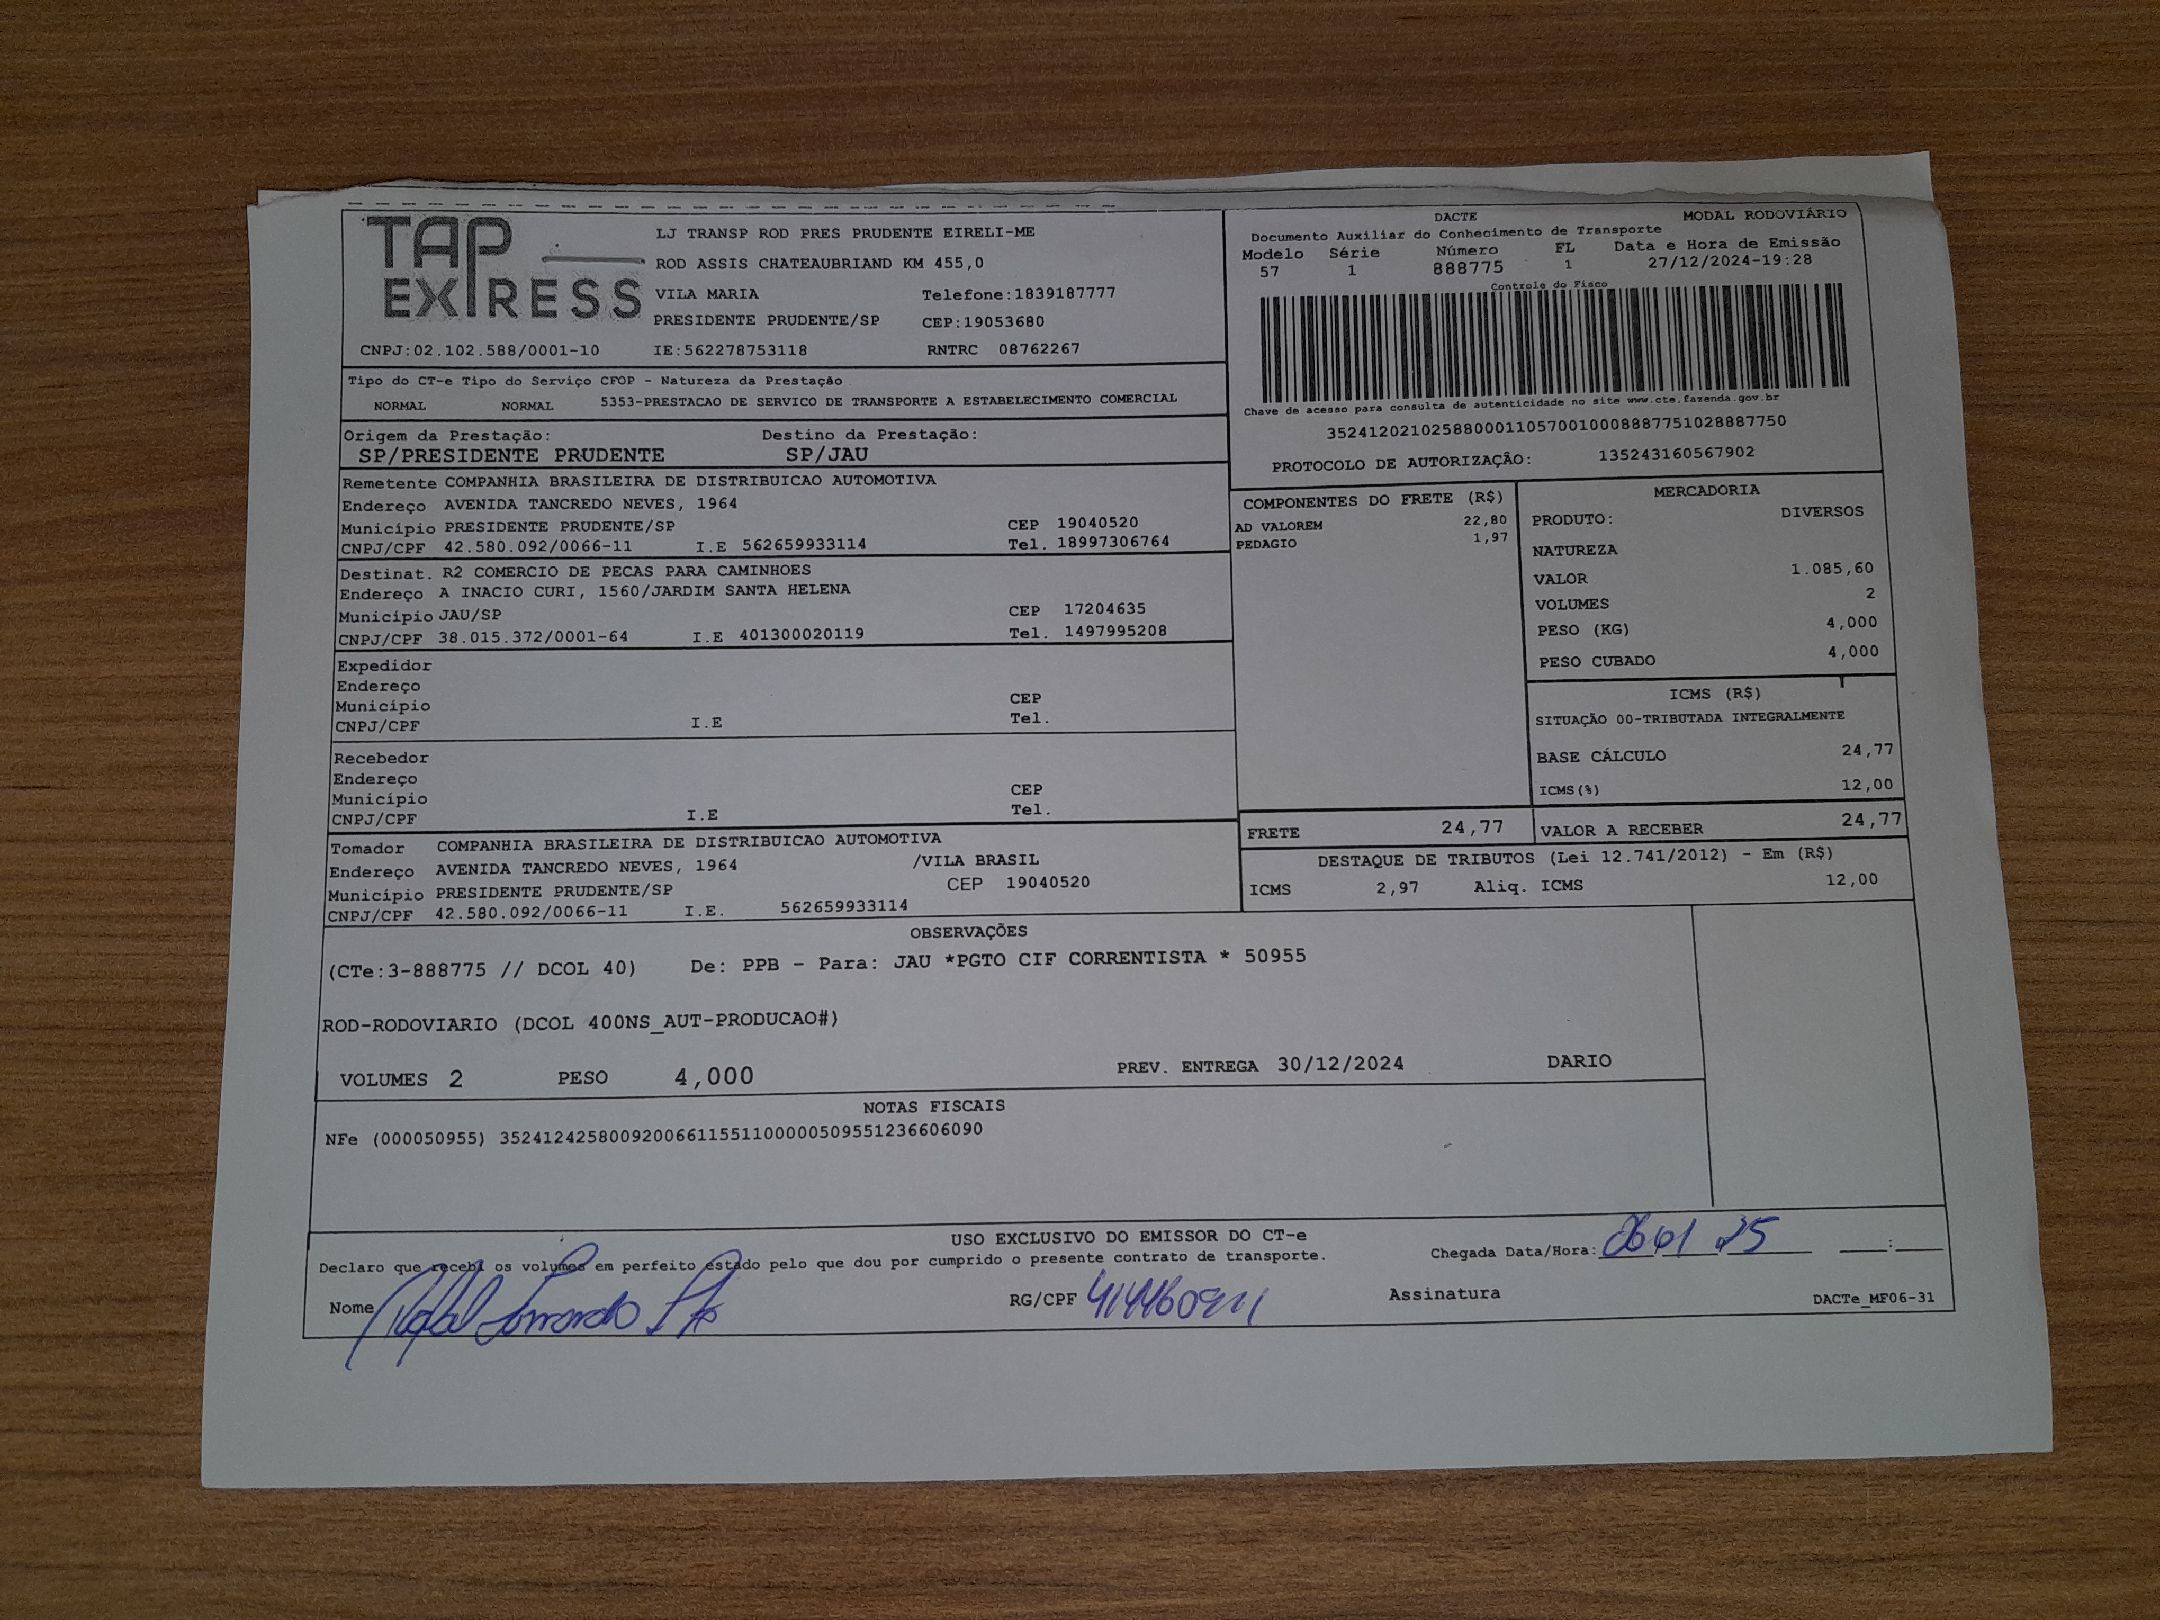 TAP EXPRESS
LJ TRANSP ROD PRES PRUDENTE EIRELI-ME
ROD ASSIS CHATEAUBRIAND KM 455,0
VILA MARIA Telefone:1839187777
PRESIDENTE PRUDENTE/SP CEP:19053680
CNPJ:02.102.588/0001-10 IE:562278753118 RNTRC 08762267
DACTE MODAL RODOVIÁRIO
Documento Auxiliar do Conhecimento de Transporte
Modelo Série Número FL Data e Hora de Emissão
57 1 888775 1 27/12/2024-19:28
Controle do Fisco
Chave de acesso para consulta de autenticidade no site www.cte.fazenda.gov.br
35241202102588000110570010008887751028887750
PROTOCOLO DE AUTORIZAÇÃO: 135243160567902
Tipo do CT-e Tipo do Serviço CFOP - Natureza da Prestação
NORMAL NORMAL 5353-PRESTACAO DE SERVICO DE TRANSPORTE A ESTABELECIMENTO COMERCIAL
Origem da Prestação: Destino da Prestação:
SP/PRESIDENTE PRUDENTE SP/JAU
Remetente COMPANHIA BRASILEIRA DE DISTRIBUICAO AUTOMOTIVA
Endereço AVENIDA TANCREDO NEVES, 1964
Município PRESIDENTE PRUDENTE/SP CEP 19040520
CNPJ/CPF 42.580.092/0066-11 I.E 562659933114 Tel. 18997306764
Destinat. R2 COMERCIO DE PECAS PARA CAMINHOES
Endereço A INACIO CURI, 1560/JARDIM SANTA HELENA
Município JAU/SP CEP 17204635
CNPJ/CPF 38.015.372/0001-64 I.E 401300020119 Tel. 1497995208
Expedidor
Endereço
Município CEP
CNPJ/CPF I.E Tel.
Recebedor
Endereço
Município CEP
CNPJ/CPF I.E Tel.
Tomador COMPANHIA BRASILEIRA DE DISTRIBUICAO AUTOMOTIVA
Endereço AVENIDA TANCREDO NEVES, 1964 /VILA BRASIL
Município PRESIDENTE PRUDENTE/SP CEP 19040520
CNPJ/CPF 42.580.092/0066-11 I.E. 562659933114
COMPONENTES DO FRETE (R$)
AD VALOREM 22,80
PEDAGIO 1,97
MERCADORIA
PRODUTO: DIVERSOS
NATUREZA
VALOR 1.085,60
VOLUMES 2
PESO (KG) 4,000
PESO CUBADO 4,000
ICMS (R$)
SITUAÇÃO 00-TRIBUTADA INTEGRALMENTE
BASE CÁLCULO 24,77
ICMS(%) 12,00
FRETE 24,77 VALOR A RECEBER 24,77
DESTAQUE DE TRIBUTOS (Lei 12.741/2012) - Em (R$)
ICMS 2,97 Aliq. ICMS 12,00
OBSERVAÇÕES
(CTe:3-888775 // DCOL 40) De: PPB - Para: JAU *PGTO CIF CORRENTISTA * 50955
ROD-RODOVIARIO (DCOL 400NS_AUT-PRODUCAO#)
VOLUMES 2 PESO 4,000 PREV. ENTREGA 30/12/2024 DARIO
NOTAS FISCAIS
NFe (000050955) 35241242580092006611551100000509551236606090
USO EXCLUSIVO DO EMISSOR DO CT-e
Declaro que recebi os volumes em perfeito estado pelo que dou por cumprido o presente contrato de transporte.
Chegada Data/Hora: 06 01 25 :
Nome RG/CPF Assinatura DACTe_MF06-31